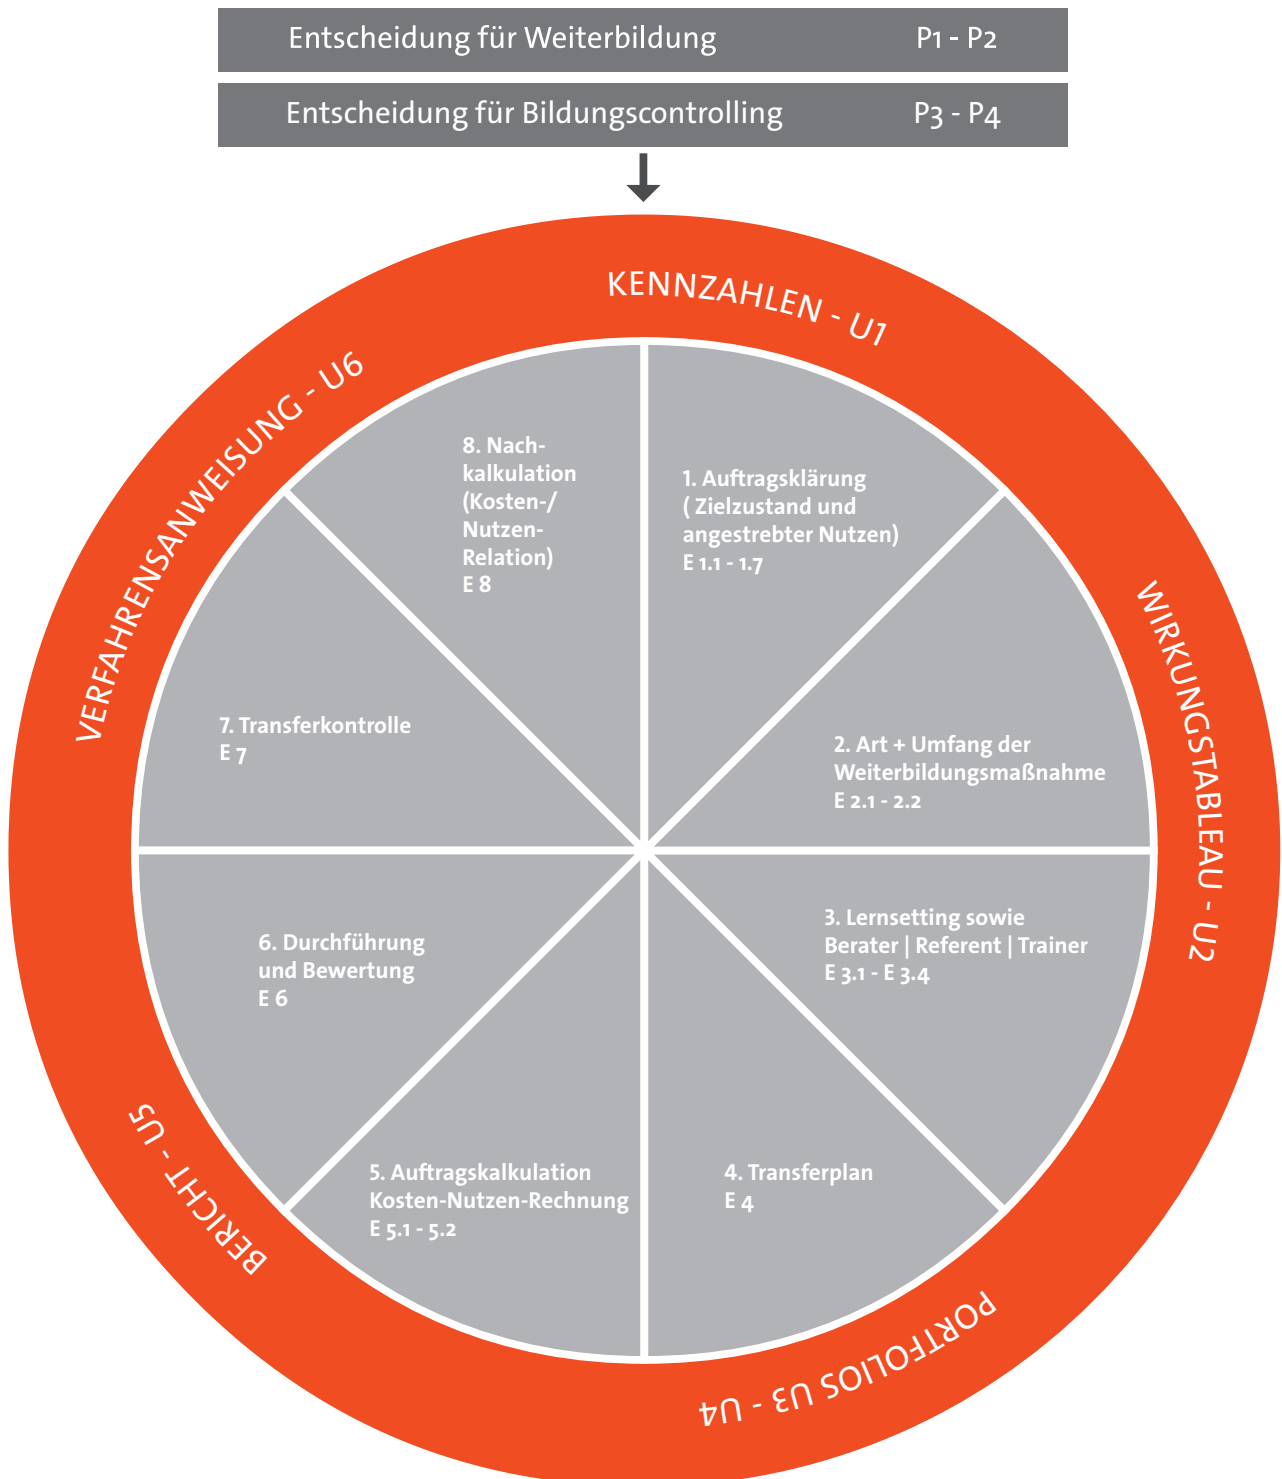 Entscheidung für Weiterbildung P1 - P2
Entscheidung für Bildungscontrolling P3 - P4
KENNZAHLEN - U1
WIRKUNGSTABLEAU - U2
PORTFOLIOS U3 - U4
BERICHT - U5
VERFAHRENSANWEISUNG - U6
1. Auftragsklärung
( Zielzustand und
angestrebter Nutzen)
E 1.1 - 1.7
2. Art + Umfang der
Weiterbildungsmaßnahme
E 2.1 - 2.2
3. Lernsetting sowie
Berater | Referent | Trainer
E 3.1 - E 3.4
4. Transferplan
E 4
5. Auftragskalkulation
Kosten-Nutzen-Rechnung
E 5.1 - 5.2
6. Durchführung
und Bewertung
E 6
7. Transferkontrolle
E 7
8. Nach-
kalkulation
(Kosten-/
Nutzen-
Relation)
E 8